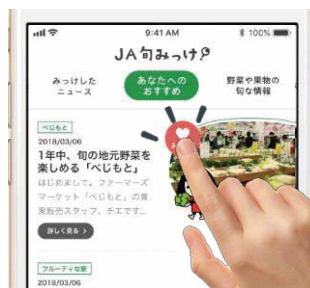 9:41 AM
100%
JA旬みっけ
みっけした
ニュース
あなたへの
おすすめ
野菜や果物の
旬な情報
べじもと
2018/03/06
1年中、旬の地元野菜を
楽しめる「べじもと」
はじめまして。ファーマーズ
マーケット「べじもと」の青
果販売スタッフ、チエです…
詳しく見る >
フルーティな家
2018/03/06